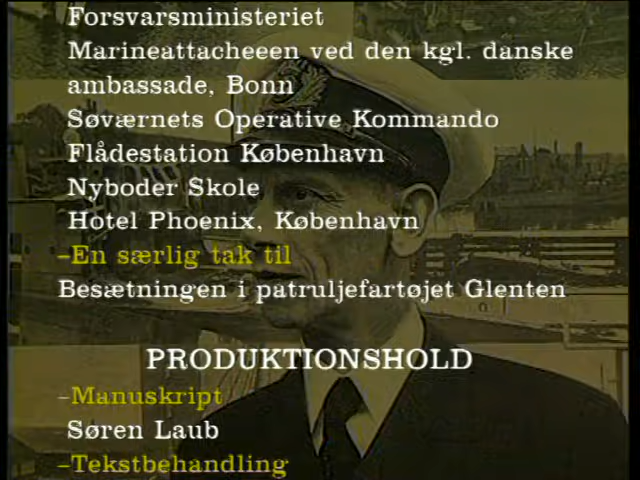 Forsvarsministeriet
Marineattacheeen ved den kgl. danske
ambassade, Bonn
Søværnets Operative Kommando
Flådestation København
Nyboder Skole
Hotel Phoenix, København
–En særlig tak til
Besætningen i patruljefartøjet Glenten
PRODUKTIONSHOLD
–Manuskript
Søren Laub
–Tekstbehandling